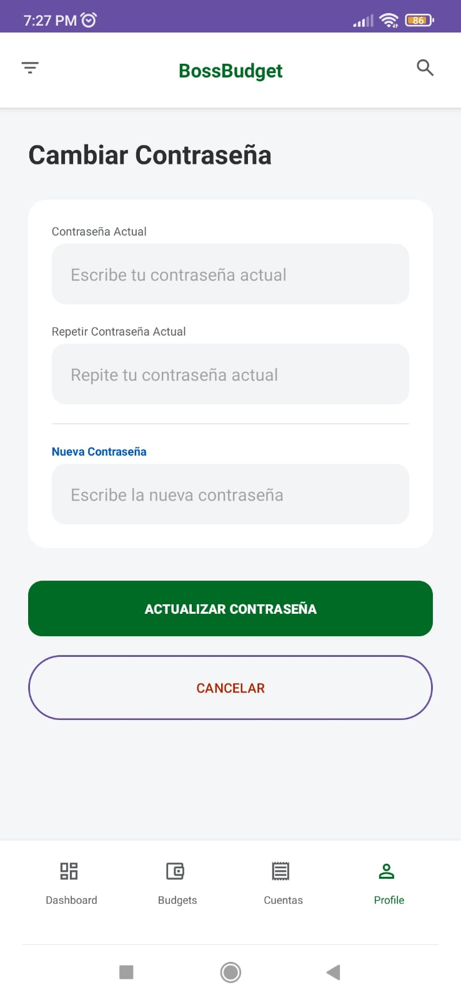 7:27 PM
86
BossBudget
Cambiar Contraseña
Contraseña Actual
Escribe tu contraseña actual
Repetir Contraseña Actual
Repite tu contraseña actual
Nueva Contraseña
Escribe la nueva contraseña
ACTUALIZAR CONTRASEÑA
CANCELAR
Dashboard
Budgets
Cuentas
Profile